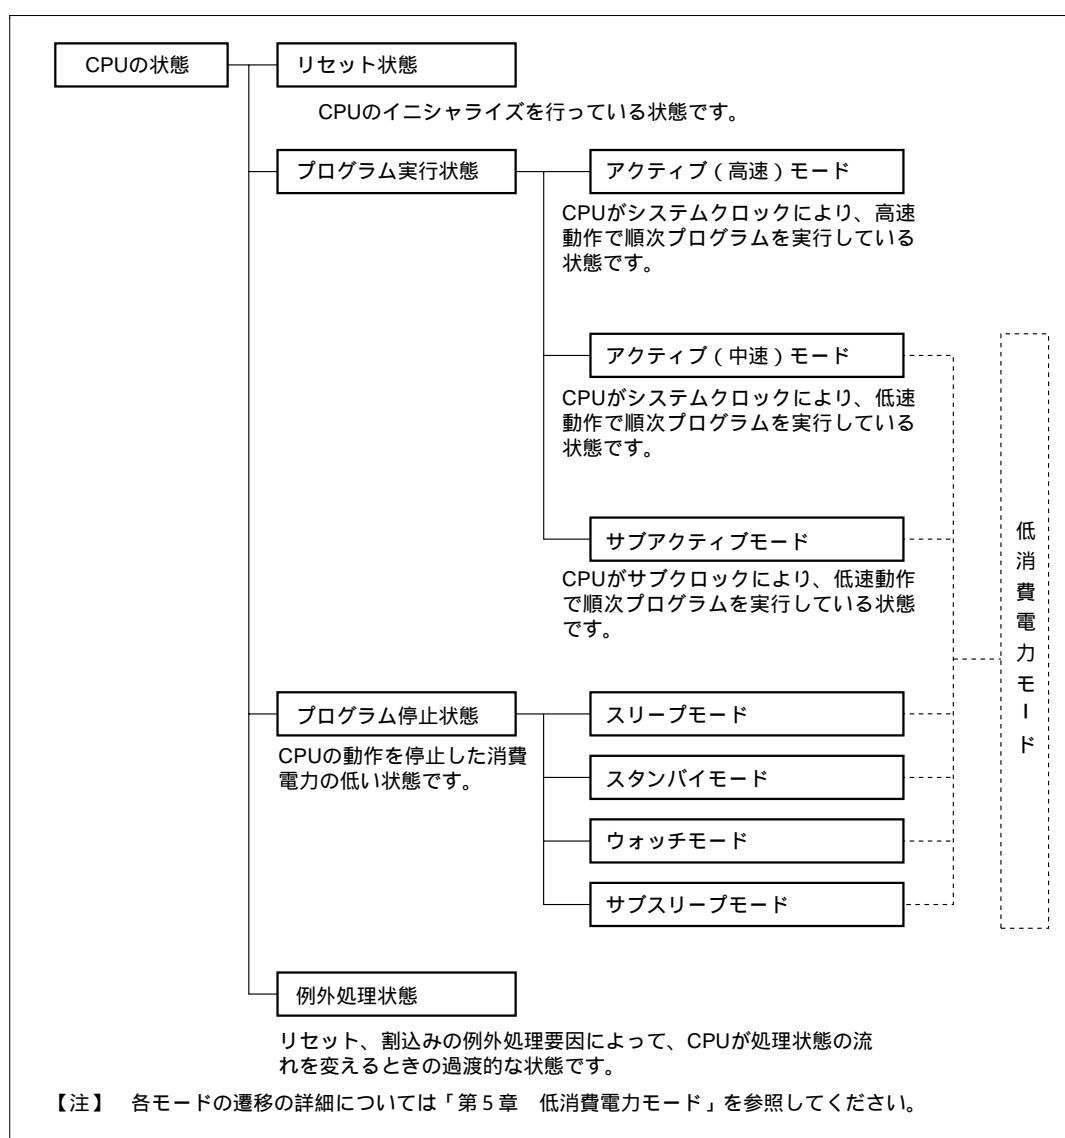 CPUの状態
リセット状態
CPUのイニシャライズを行っている状態です。
プログラム実行状態
アクティブ（高速）モード
CPUがシステムクロックにより、高速
動作で順次プログラムを実行している
状態です。
アクティブ（中速）モード
CPUがシステムクロックにより、低速
動作で順次プログラムを実行している
状態です。
サブアクティブモード
CPUがサブクロックにより、低速動作
で順次プログラムを実行している状態
です。
低消費電力モード
プログラム停止状態
CPUの動作を停止した消費
電力の低い状態です。
スリープモード
スタンバイモード
ウォッチモード
サブスリープモード
例外処理状態
リセット、割込みの例外処理要因によって、CPUが処理状態の流
れを変えるときの過渡的な状態です。
【注】　各モードの遷移の詳細については「第５章　低消費電力モード」を参照してください。